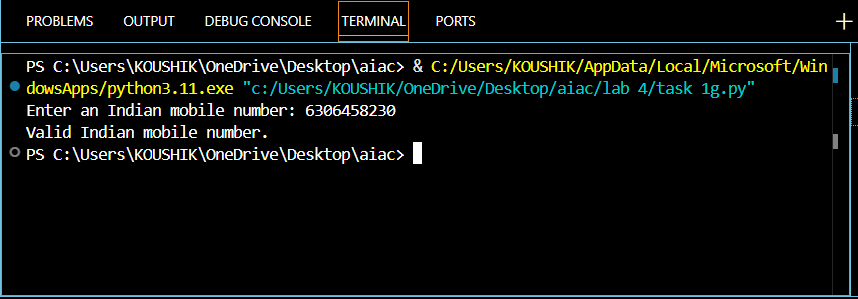 PROBLEMS OUTPUT DEBUG CONSOLE TERMINAL PORTS
PS C:\Users\KOUSHIK\OneDrive\Desktop\aiac> & C:/Users/KOUSHIK/AppData/Local/Microsoft/Win
dowsApps/python3.11.exe "c:/Users/KOUSHIK/OneDrive/Desktop/aiac/lab 4/task 1g.py"
Enter an Indian mobile number: 6306458230
Valid Indian mobile number.
PS C:\Users\KOUSHIK\OneDrive\Desktop\aiac>